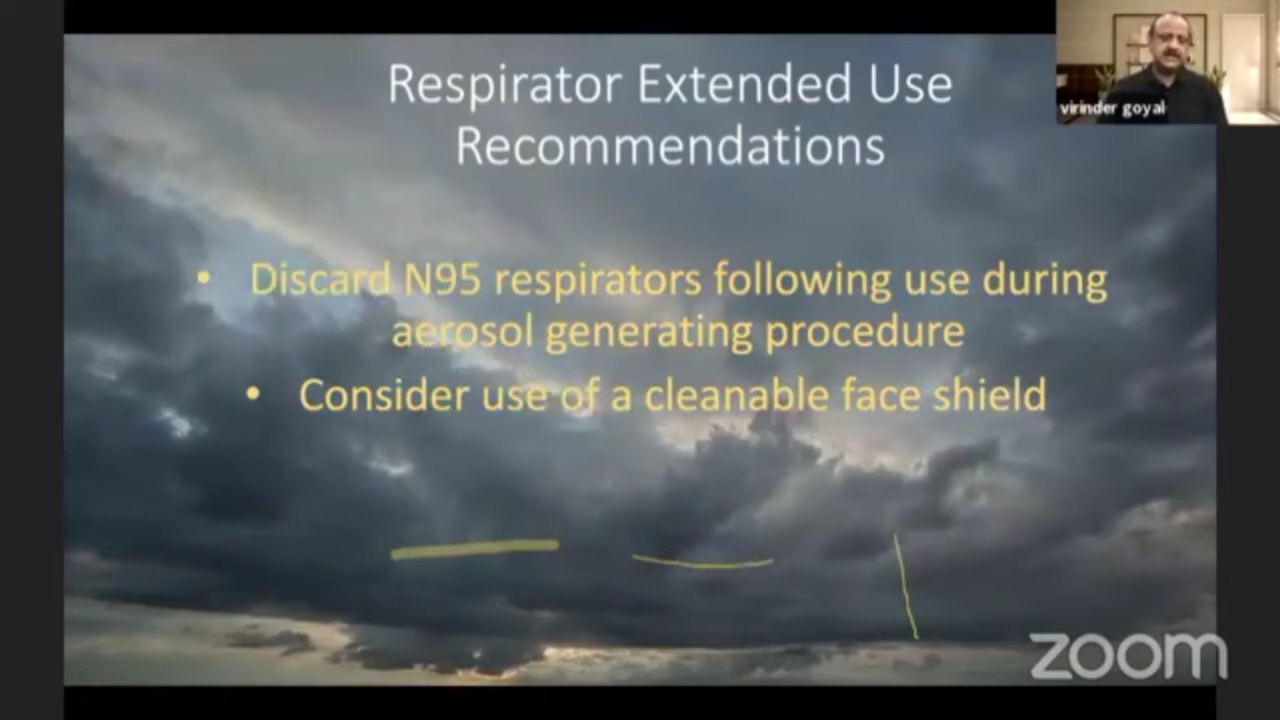 Respirator Extended Use
Recommendations
virinder goyal
• Discard N95 respirators following use during
aerosol generating procedure
• Consider use of a cleanable face shield
zoom